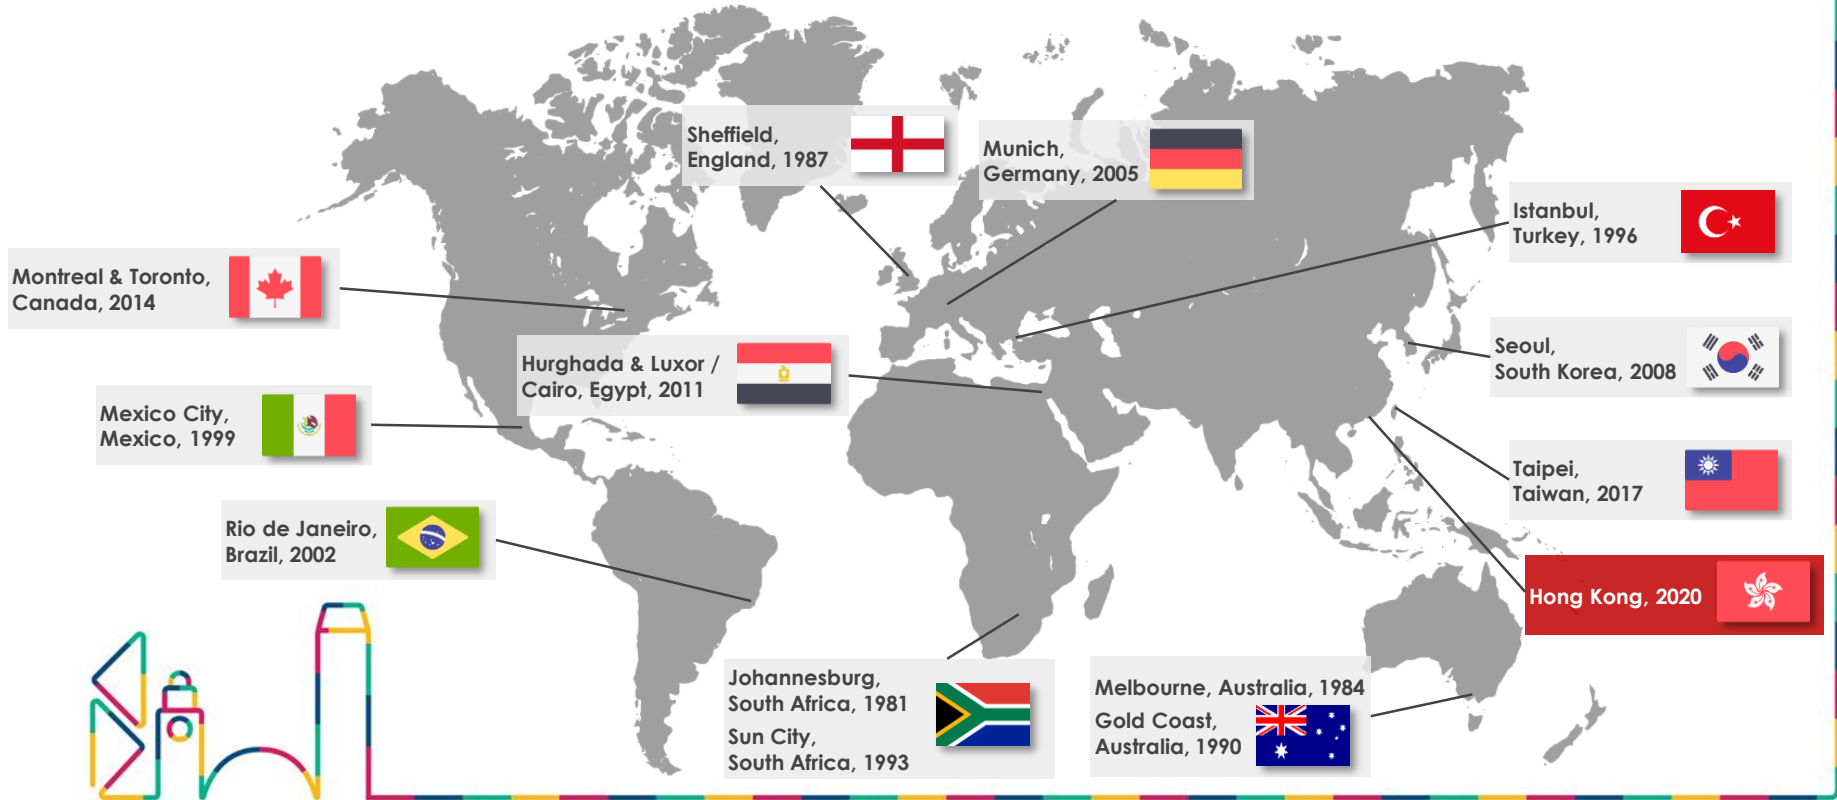 Sheffield,
England, 1987
Munich,
Germany, 2005
Istanbul,
Turkey, 1996
Montreal & Toronto,
Canada, 2014
Hurghada & Luxor /
Cairo, Egypt, 2011
Seoul,
South Korea, 2008
Mexico City,
Mexico, 1999
Taipei,
Taiwan, 2017
Rio de Janeiro,
Brazil, 2002
Hong Kong, 2020
Johannesburg,
South Africa, 1981
Sun City,
South Africa, 1993
Melbourne, Australia, 1984
Gold Coast,
Australia, 1990